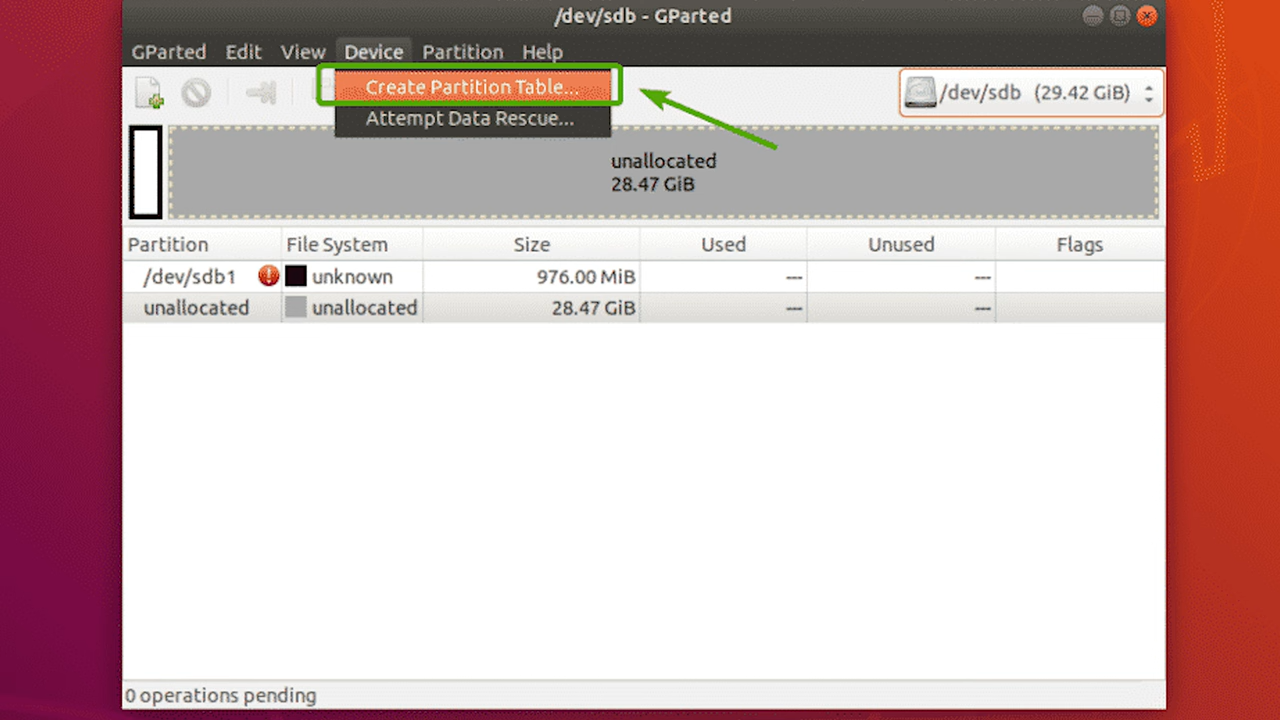 /dev/sdb - GParted
GParted Edit View Device Partition Help
Create Partition Table...
Attempt Data Rescue...
/dev/sdb (29.42 GiB)
unallocated
28.47 GiB
Partition File System Size Used Unused Flags
/dev/sdb1 unknown 976.00 MiB --- ---
unallocated unallocated 28.47 GiB --- ---
0 operations pending